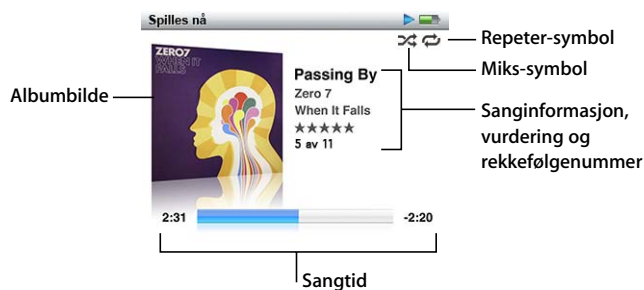 Spilles nå
Repeter-symbol
Miks-symbol
ZERO7
WHEN IT
FALLS
Albumbilde
Passing By
Zero 7
When It Falls
★★★★★
5 av 11
Sanginformasjon,
vurdering og
rekkefølgenummer
2:31
-2:20
Sangtid